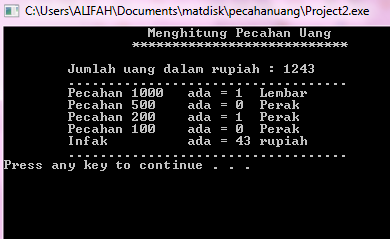 C:\Users\ALIFAH\Documents\matdisk\pecahanuang\Project2.exe
Menghitung Pecahan Uang
***************************
Jumlah uang dalam rupiah : 1243
...................................
Pecahan 1000 ada = 1 Lembar
Pecahan 500 ada = 0 Perak
Pecahan 200 ada = 1 Perak
Pecahan 100 ada = 0 Perak
Infak ada = 43 rupiah
...................................
Press any key to continue . . .